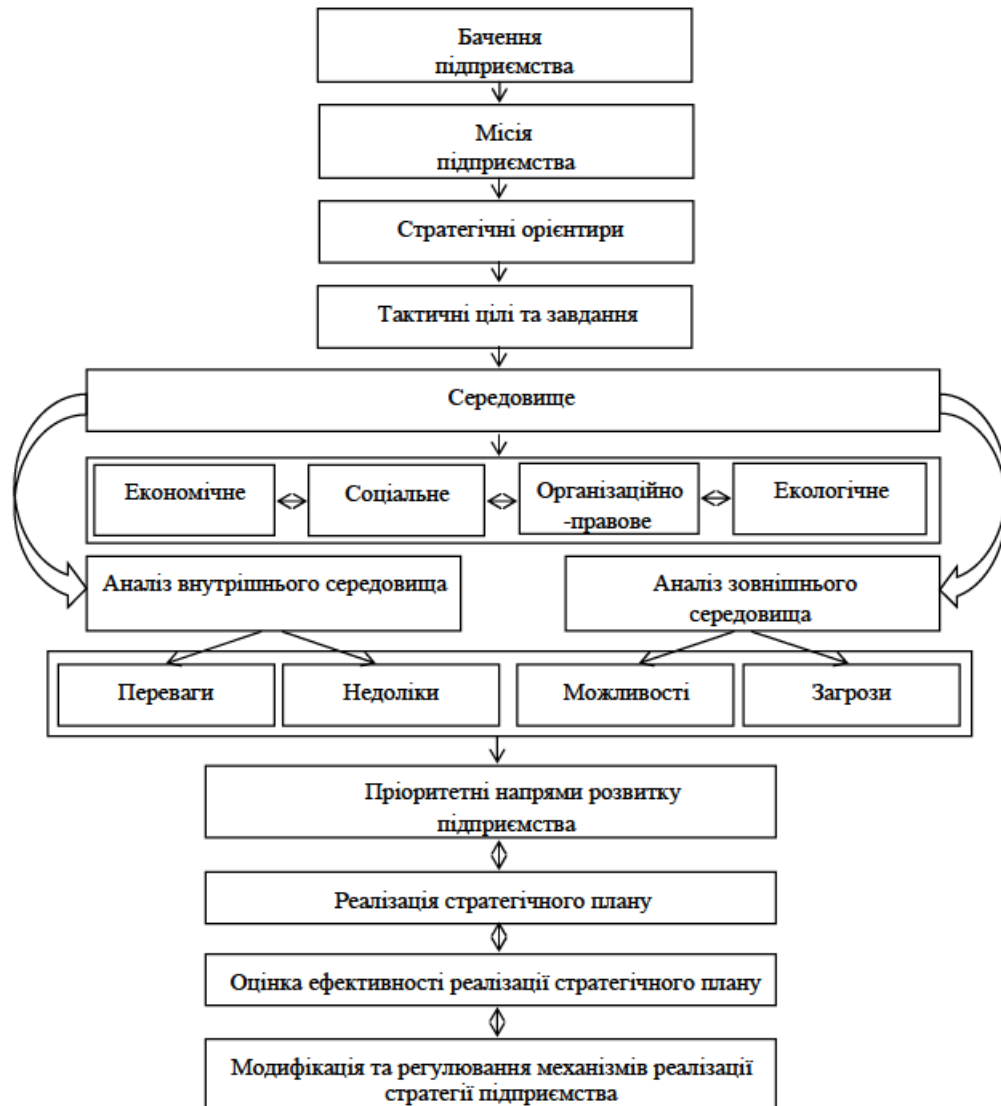 Бачення
підприємства
Місія
підприємства
Стратегічні орієнтири
Тактичні цілі та завдання
Середовище
Економічне
Соціальне
Організаційно
-правове
Екологічне
Аналіз внутрішнього середовища
Аналіз зовнішнього
середовища
Переваги
Недоліки
Можливості
Загрози
Пріоритетні напрями розвитку
підприємства
Реалізація стратегічного плану
Оцінка ефективності реалізації стратегічного плану
Модифікація та регулювання механізмів реалізації
стратегії підприємства